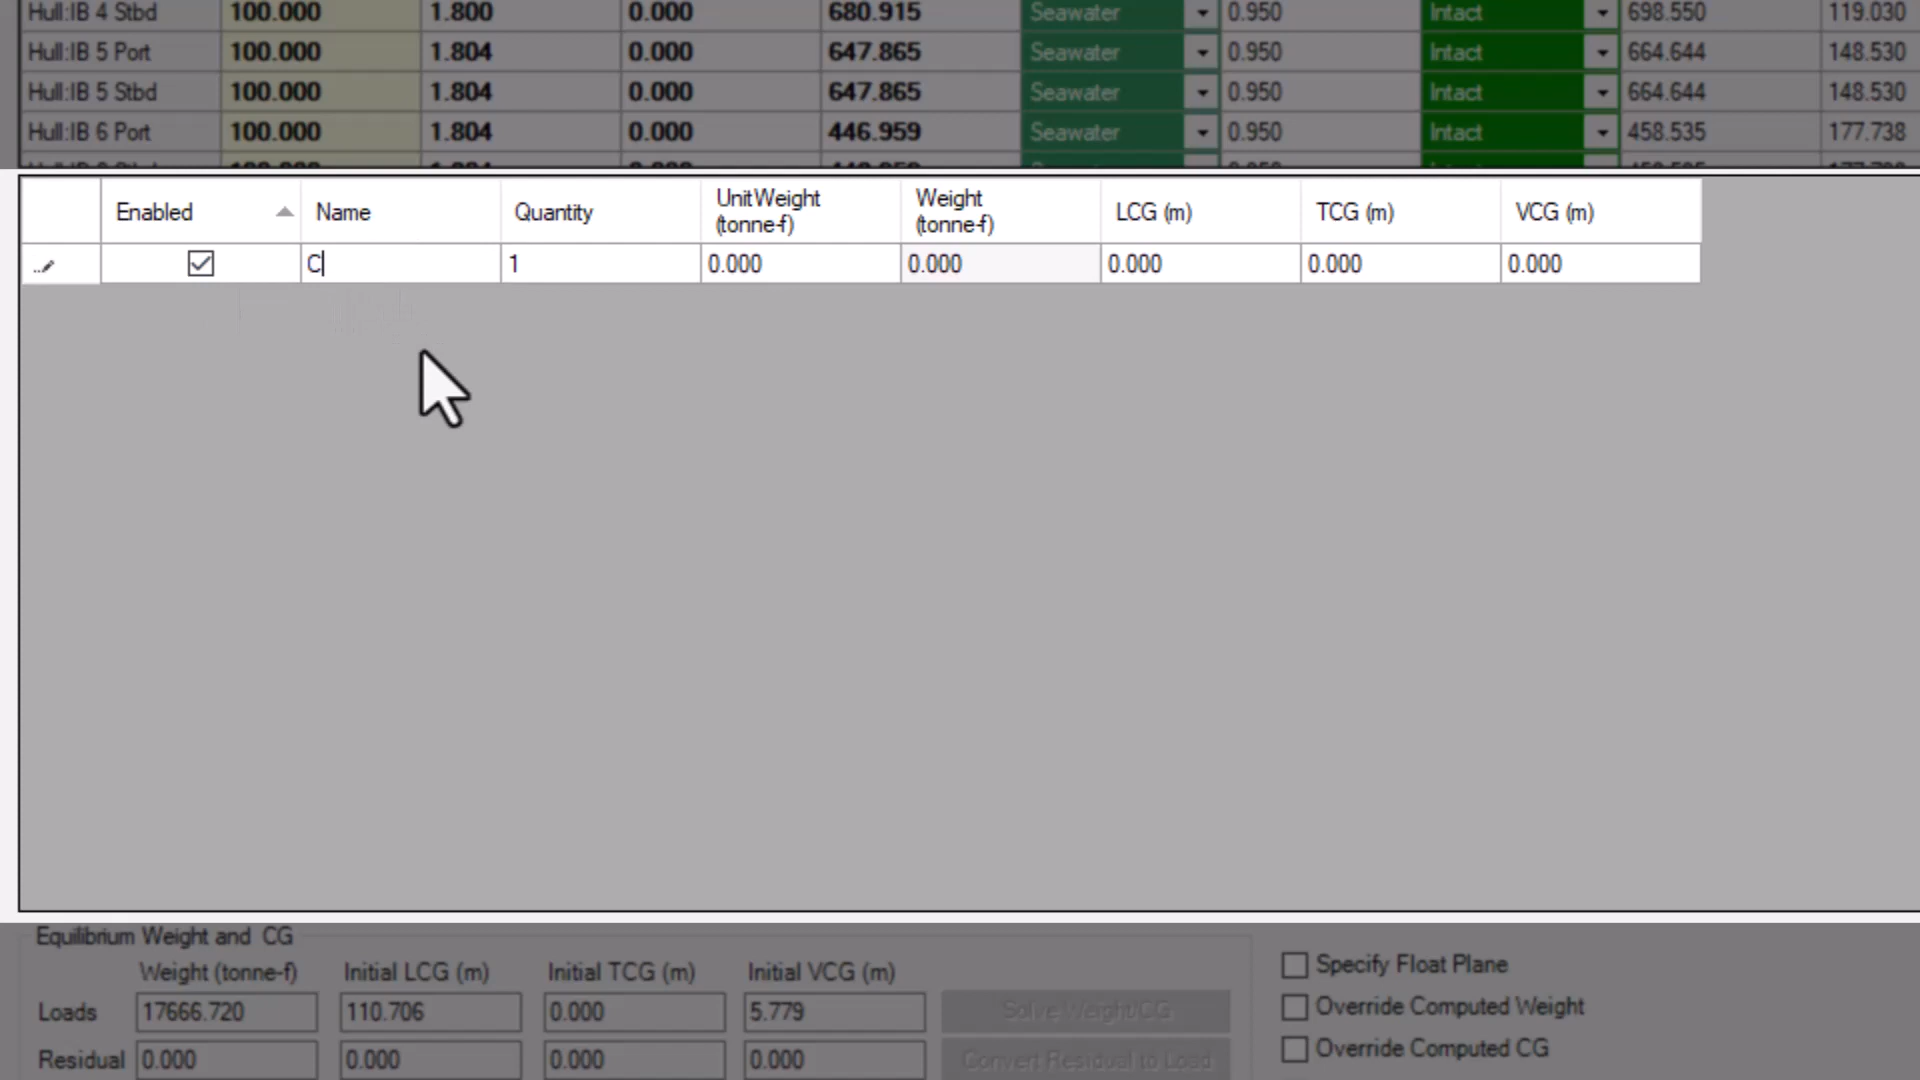 Hull:IB 4 Stbd 100.000 1.800 0.000 680.915 Seawater 0.950 Intact 698.550 119.030
Hull:IB 5 Port 100.000 1.804 0.000 647.865 Seawater 0.950 Intact 664.644 148.530
Hull:IB 5 Stbd 100.000 1.804 0.000 647.865 Seawater 0.950 Intact 664.644 148.530
Hull:IB 6 Port 100.000 1.804 0.000 446.959 Seawater 0.950 Intact 458.535 177.738
Enabled Name Quantity UnitWeight (tonne-f) Weight (tonne-f) LCG (m) TCG (m) VCG (m)
C 1 0.000 0.000 0.000 0.000 0.000
Equilibrium Weight and CG
Weight (tonne-f) Initial LCG (m) Initial TCG (m) Initial VCG (m)
Loads 17666.720 110.706 0.000 5.779 Solve Weight/CG
Residual 0.000 0.000 0.000 0.000 Convert Residual to Load
Specify Float Plane
Override Computed Weight
Override Computed CG